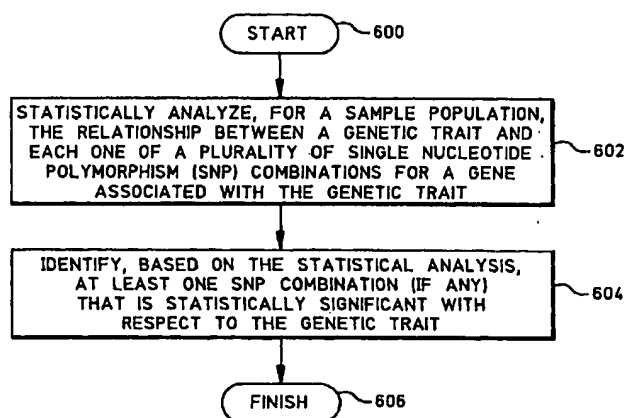 START
600
STATISTICALLY ANALYZE, FOR A SAMPLE POPULATION,
THE RELATIONSHIP BETWEEN A GENETIC TRAIT AND
EACH ONE OF A PLURALITY OF SINGLE NUCLEOTIDE
POLYMORPHISM (SNP) COMBINATIONS FOR A GENE
ASSOCIATED WITH THE GENETIC TRAIT
602
IDENTIFY, BASED ON THE STATISTICAL ANALYSIS,
AT LEAST ONE SNP COMBINATION (IF ANY)
THAT IS STATISTICALLY SIGNIFICANT WITH
RESPECT TO THE GENETIC TRAIT
604
FINISH
606